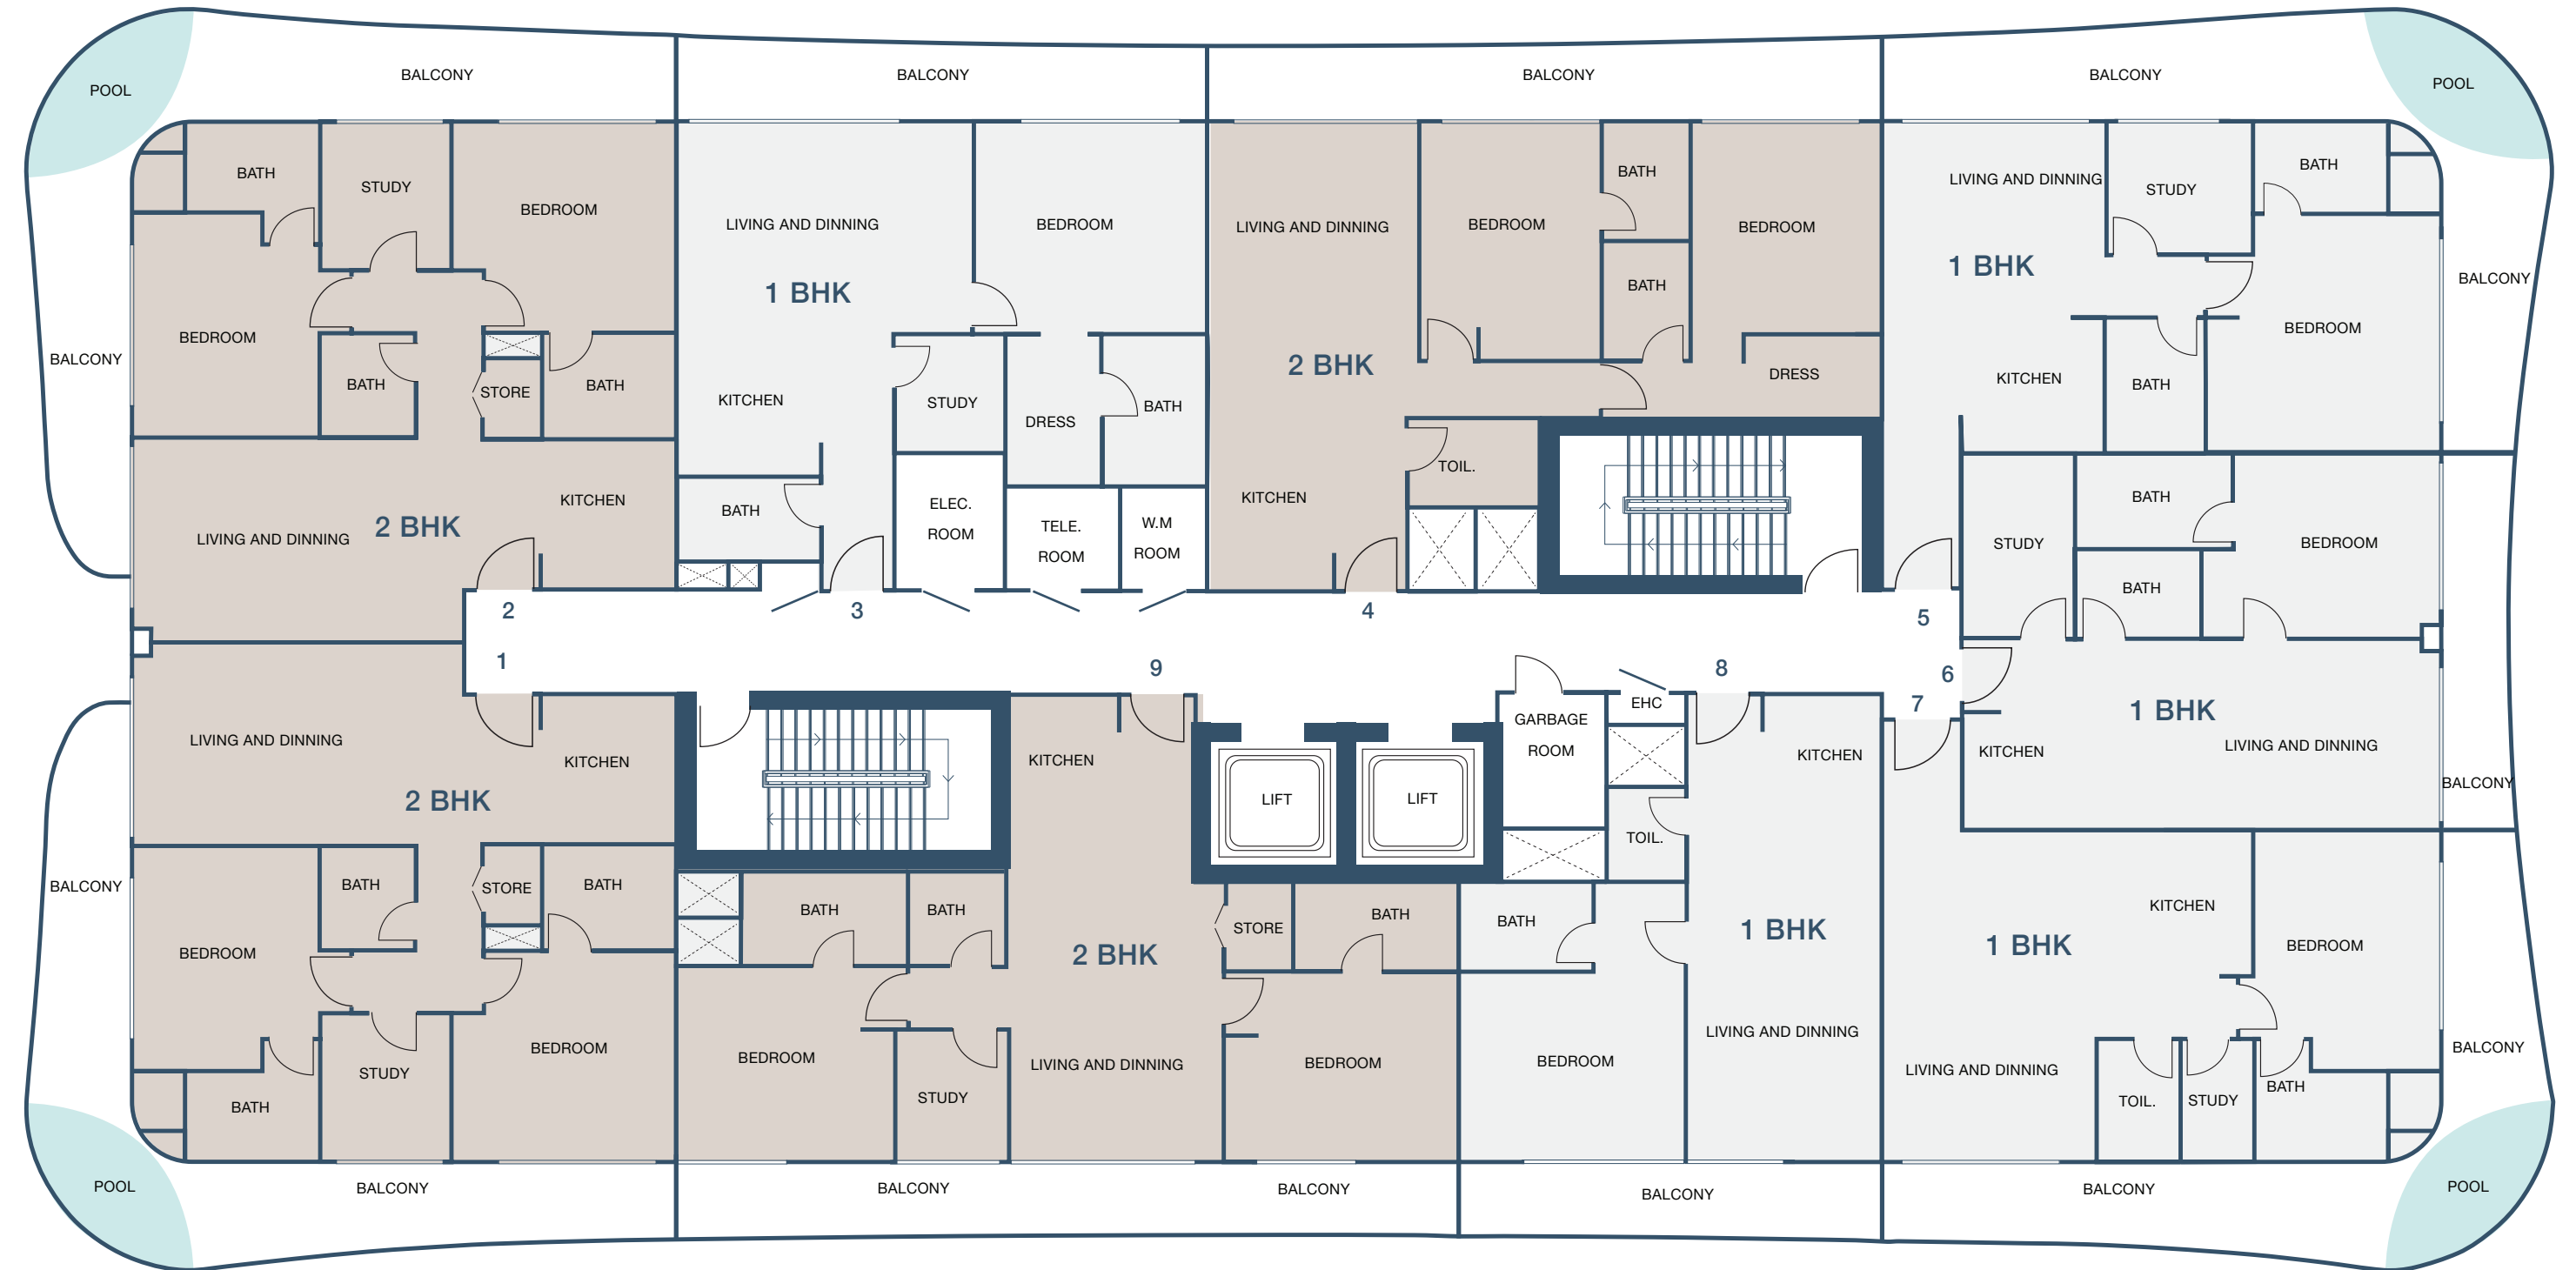 BALCONY
BALCONY
BALCONY
BALCONY
POOL
POOL
BATH
STUDY
BEDROOM
BEDROOM
BATH
STORE
BATH
BALCONY
KITCHEN
LIVING AND DINNING
2 BHK
2
LIVING AND DINNING
BEDROOM
1 BHK
KITCHEN
STUDY
DRESS
BATH
BATH
ELEC.
ROOM
TELE.
ROOM
W.M
ROOM
3
LIVING AND DINNING
BEDROOM
BATH
BATH
BEDROOM
2 BHK
DRESS
TOIL.
KITCHEN
4
LIVING AND DINNING
STUDY
BATH
1 BHK
BEDROOM
BALCONY
KITCHEN
BATH
5
STUDY
BATH
BATH
BEDROOM
6
1 BHK
KITCHEN
LIVING AND DINNING
BALCONY
1
LIVING AND DINNING
KITCHEN
2 BHK
BATH
STORE
BATH
BALCONY
BEDROOM
BEDROOM
STUDY
BATH
POOL
BALCONY
9
KITCHEN
LIFT
LIFT
BATH
BATH
2 BHK
STORE
BATH
BEDROOM
STUDY
LIVING AND DINNING
BEDROOM
BALCONY
BALCONY
GARBAGE
ROOM
EHC
TOIL.
8
KITCHEN
BATH
1 BHK
BEDROOM
LIVING AND DINNING
BALCONY
7
KITCHEN
1 BHK
BEDROOM
LIVING AND DINNING
TOIL.
STUDY
BATH
BALCONY
BALCONY
POOL